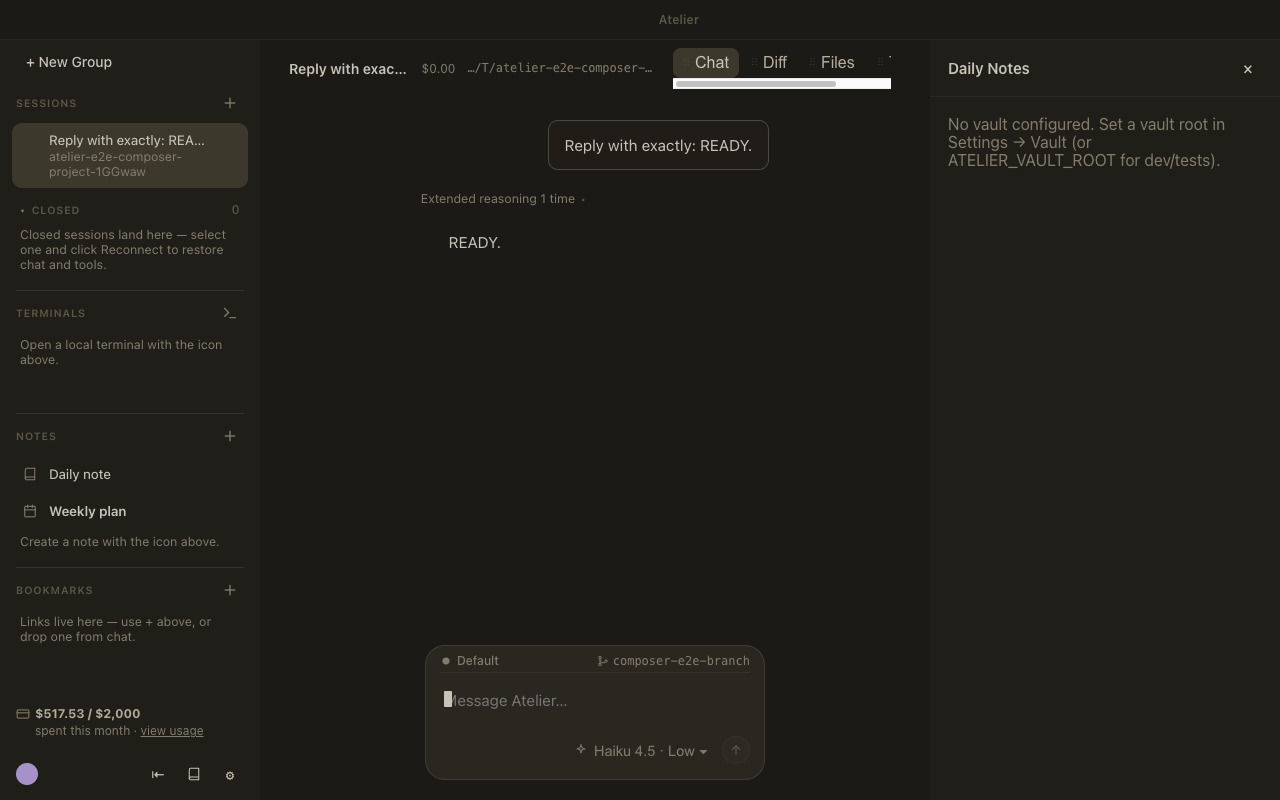 Atelier
+ New Group
SESSIONS
Reply with exactly: REA...
atelier-e2e-composer-
project-1GGwaw
CLOSED 0
Closed sessions land here — select
one and click Reconnect to restore
chat and tools.
TERMINALS
Open a local terminal with the icon
above.
NOTES
Daily note
Weekly plan
Create a note with the icon above.
BOOKMARKS
Links live here — use + above, or
drop one from chat.
$517.53 / $2,000
spent this month · view usage
Reply with exac... $0.00 …/T/atelier-e2e-composer-…
Chat Diff Files
Reply with exactly: READY.
Extended reasoning 1 time
READY.
Default composer-e2e-branch
Message Atelier...
Haiku 4.5 · Low
Daily Notes
No vault configured. Set a vault root in
Settings → Vault (or
ATELIER_VAULT_ROOT for dev/tests).